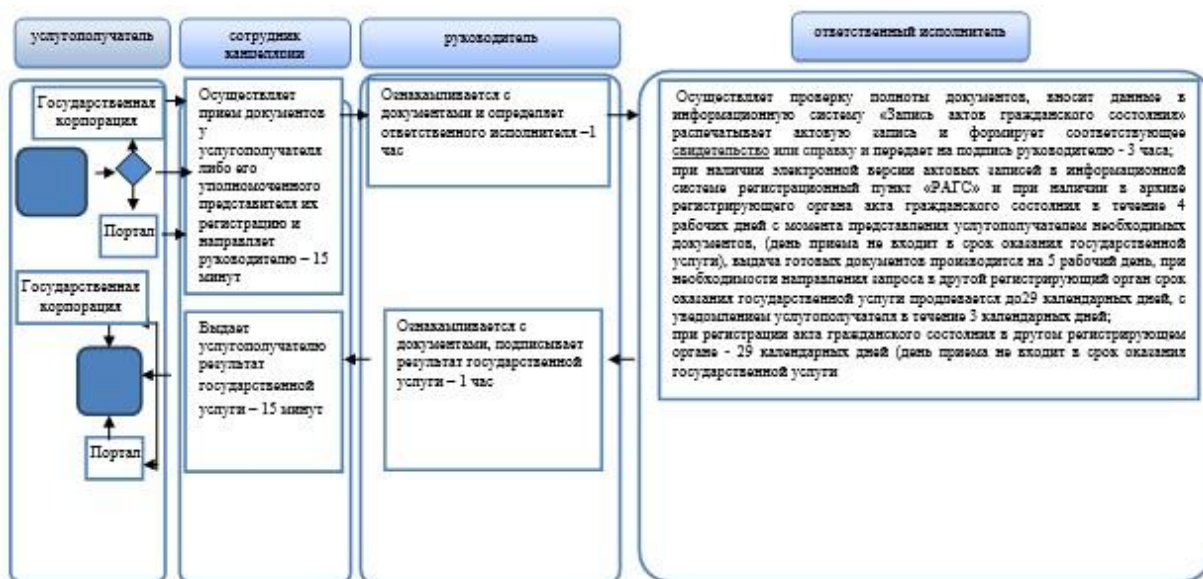 услугополучатель
сотрудник
канцелярии
руководитель
ответственный исполнитель
Государственная
корпорация
Портал
Государственная
корпорация
Портал
Осуществляет
прием документов
у
услугополучателя
либо его
уполномоченного
представителя их
регистрацию и
направляет
руководителю – 15
минут
Выдает
услугополучателю
результат
государственной
услуги – 15 минут
Ознакамливается с
документами и определяет
ответственного исполнителя –1
час
Ознакамливается с
документами, подписывает
результат государственной
услуги – 1 час
Осуществляет проверку полноты документов, вносит данные в
информационную систему «Запись актов гражданского состояния»
распечатывает актовую запись и формирует соответствующее
свидетельство или справку и передает на подпись руководителю - 3 часа;
при наличии электронной версии актовых записей в информационной
системе регистрационный пункт «РАГС» и при наличии в архиве
регистрирующего органа акта гражданского состояния в течение 4
рабочих дней с момента представления услугополучателем необходимых
документов, (день приема не входит в срок оказания государственной
услуги), выдача готовых документов производится на 5 рабочий день, при
необходимости направления запроса в другой регистрирующий орган срок
оказания государственной услуги продлевается до29 календарных дней, с
уведомлением услугополучателя в течение 3 календарных дней;
при регистрации акта гражданского состояния в другом регистрирующем
органе - 29 календарных дней (день приема не входит в срок оказания
государственной услуги